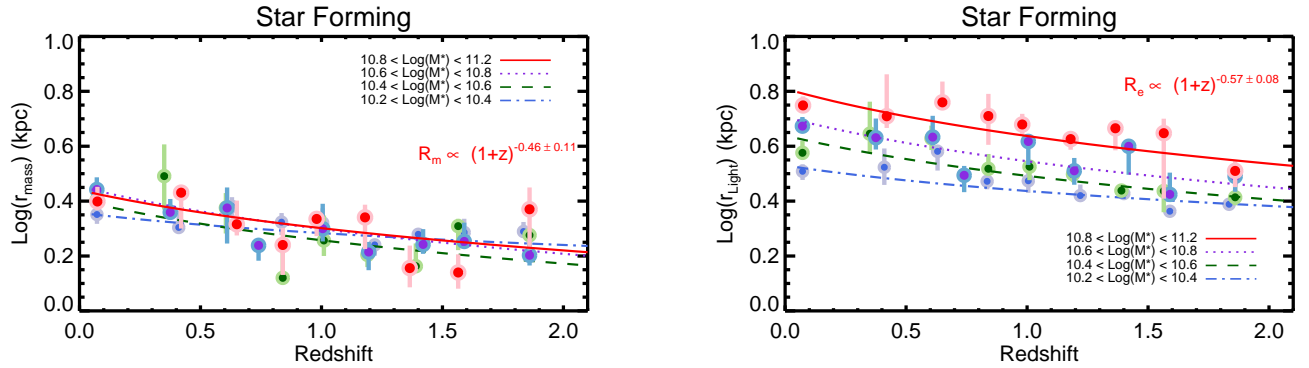 Star Forming
1.0
0.8
0.6
0.4
0.2
0.0
Log(r_mass) (kpc)
10.8 < Log(M*) < 11.2
10.6 < Log(M*) < 10.8
10.4 < Log(M*) < 10.6
10.2 < Log(M*) < 10.4
R_m ∝ (1+z)^-0.46 ± 0.11
0.0 0.5 1.0 1.5 2.0
Redshift
Star Forming
1.0
0.8
0.6
0.4
0.2
0.0
Log(r_Light) (kpc)
R_e ∝ (1+z)^-0.57 ± 0.08
10.8 < Log(M*) < 11.2
10.6 < Log(M*) < 10.8
10.4 < Log(M*) < 10.6
10.2 < Log(M*) < 10.4
0.0 0.5 1.0 1.5 2.0
Redshift